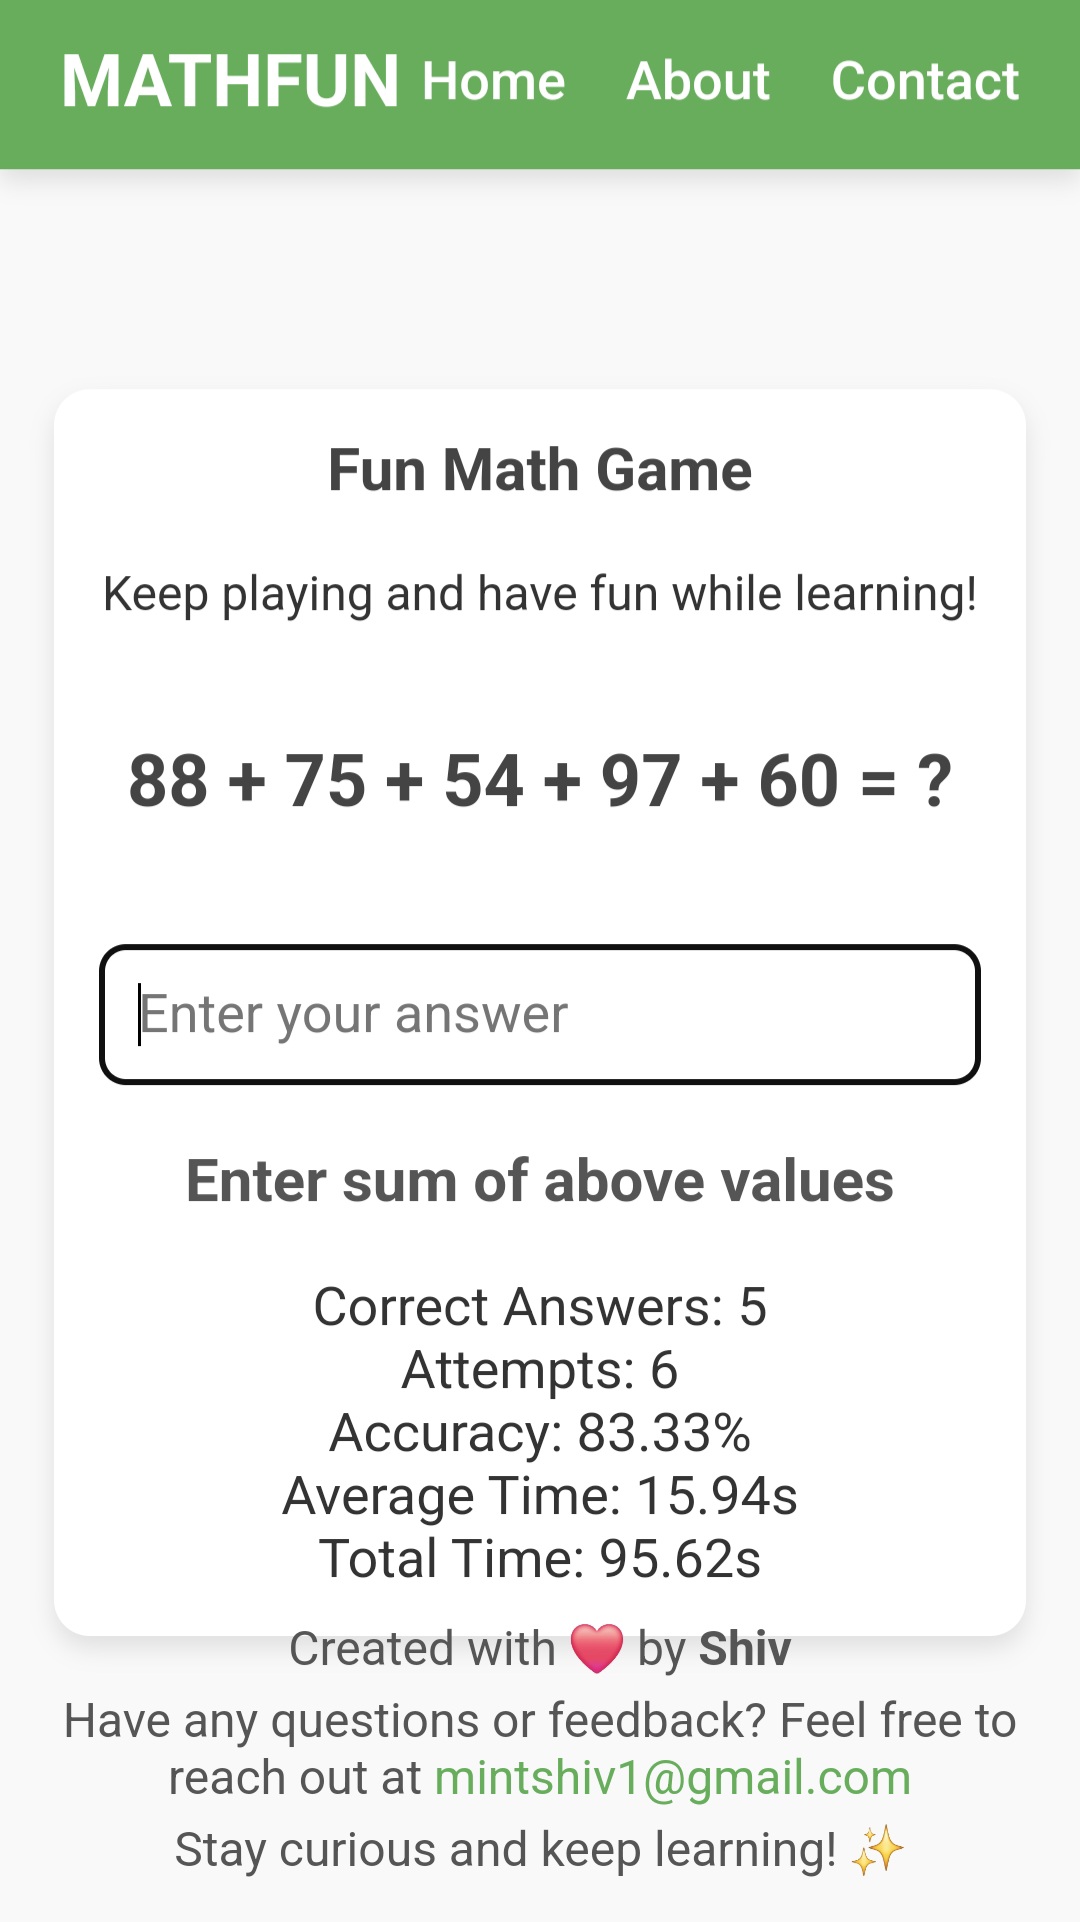 MATHFUN Home About Contact
Fun Math Game
Keep playing and have fun while learning!
88 + 75 + 54 + 97 + 60 = ?
Enter your answer
Enter sum of above values
Correct Answers: 5
Attempts: 6
Accuracy: 83.33%
Average Time: 15.94s
Total Time: 95.62s
Created with ❤️ by Shiv
Have any questions or feedback? Feel free to
reach out at mintshiv1@gmail.com
Stay curious and keep learning! ✨